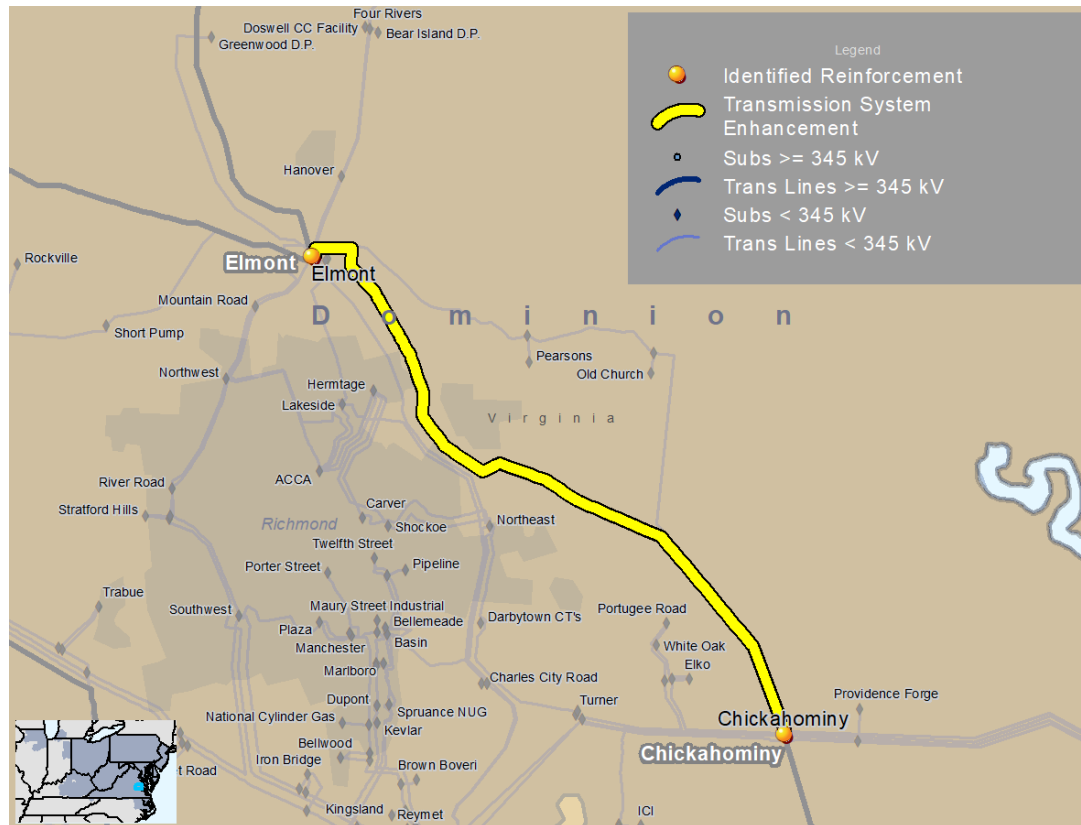 Four Rivers
Doswell CC Facility
Bear Island D.P.
Greenwood D.P.
Legend
Identified Reinforcement
Transmission System
Enhancement
Subs >= 345 kV
Trans Lines >= 345 kV
Subs < 345 kV
Trans Lines < 345 kV
Hanover
Rockville
Elmont
Elmont
Mountain Road
Short Pump
Dominion
Pearsons
Old Church
Northwest
Hermtage
Lakeside
Virginia
ACCA
River Road
Stratford Hills
Carver
Richmond
Shockoe
Northeast
Twelfth Street
Porter Street
Pipeline
Trabue
Southwest
Maury Street Industrial
Bellemeade
Plaza
Basin
Manchester
Darbytown CT's
Portugee Road
White Oak
Elko
Marlboro
Charles City Road
Dupont
Spruance NUG
Turner
Providence Forge
National Cylinder Gas
Kevlar
Chickahominy
Chickahominy
Bellwood
Iron Bridge
Brown Boveri
et Road
Kingsland
Reymet
ICI